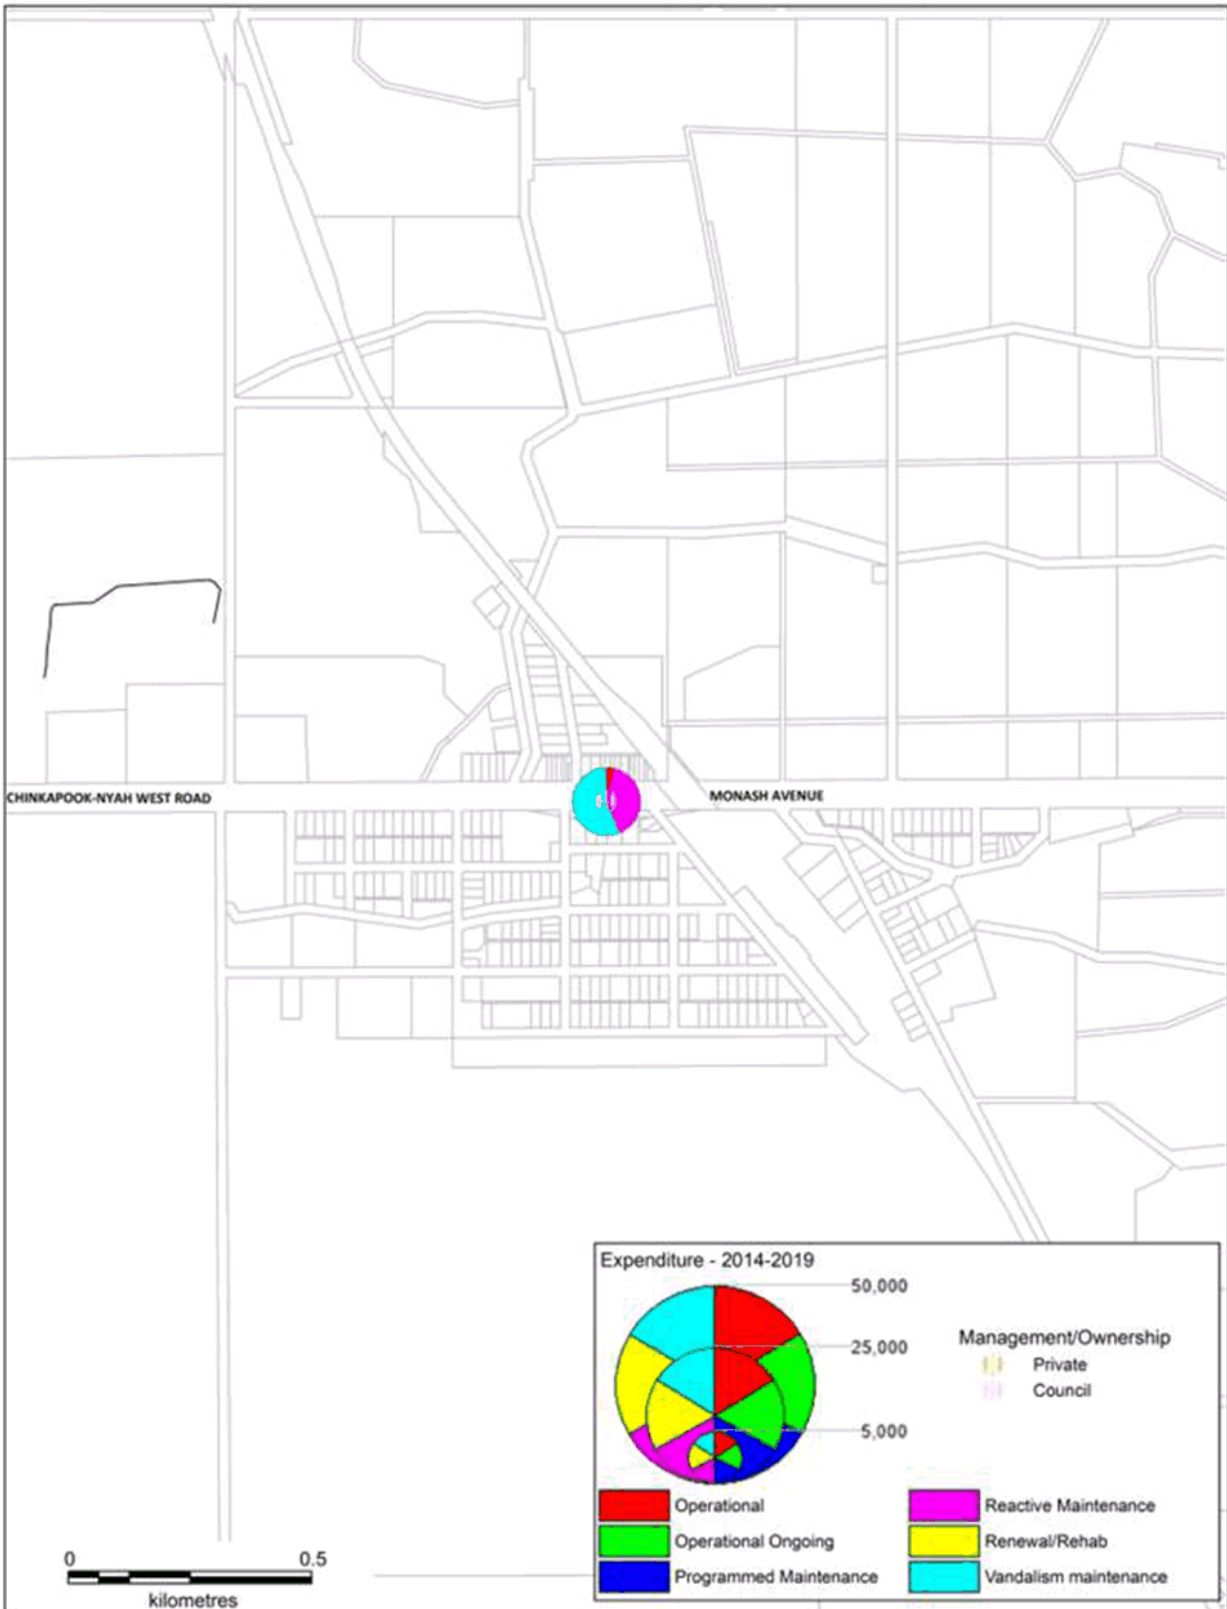 CHINKAPOOK-NYAH WEST ROAD
MONASH AVENUE
Expenditure - 2014-2019
50,000
25,000
5,000
Management/Ownership
Private
Council
Operational
Operational Ongoing
Programmed Maintenance
Reactive Maintenance
Renewal/Rehab
Vandalism maintenance
0
0.5
kilometres